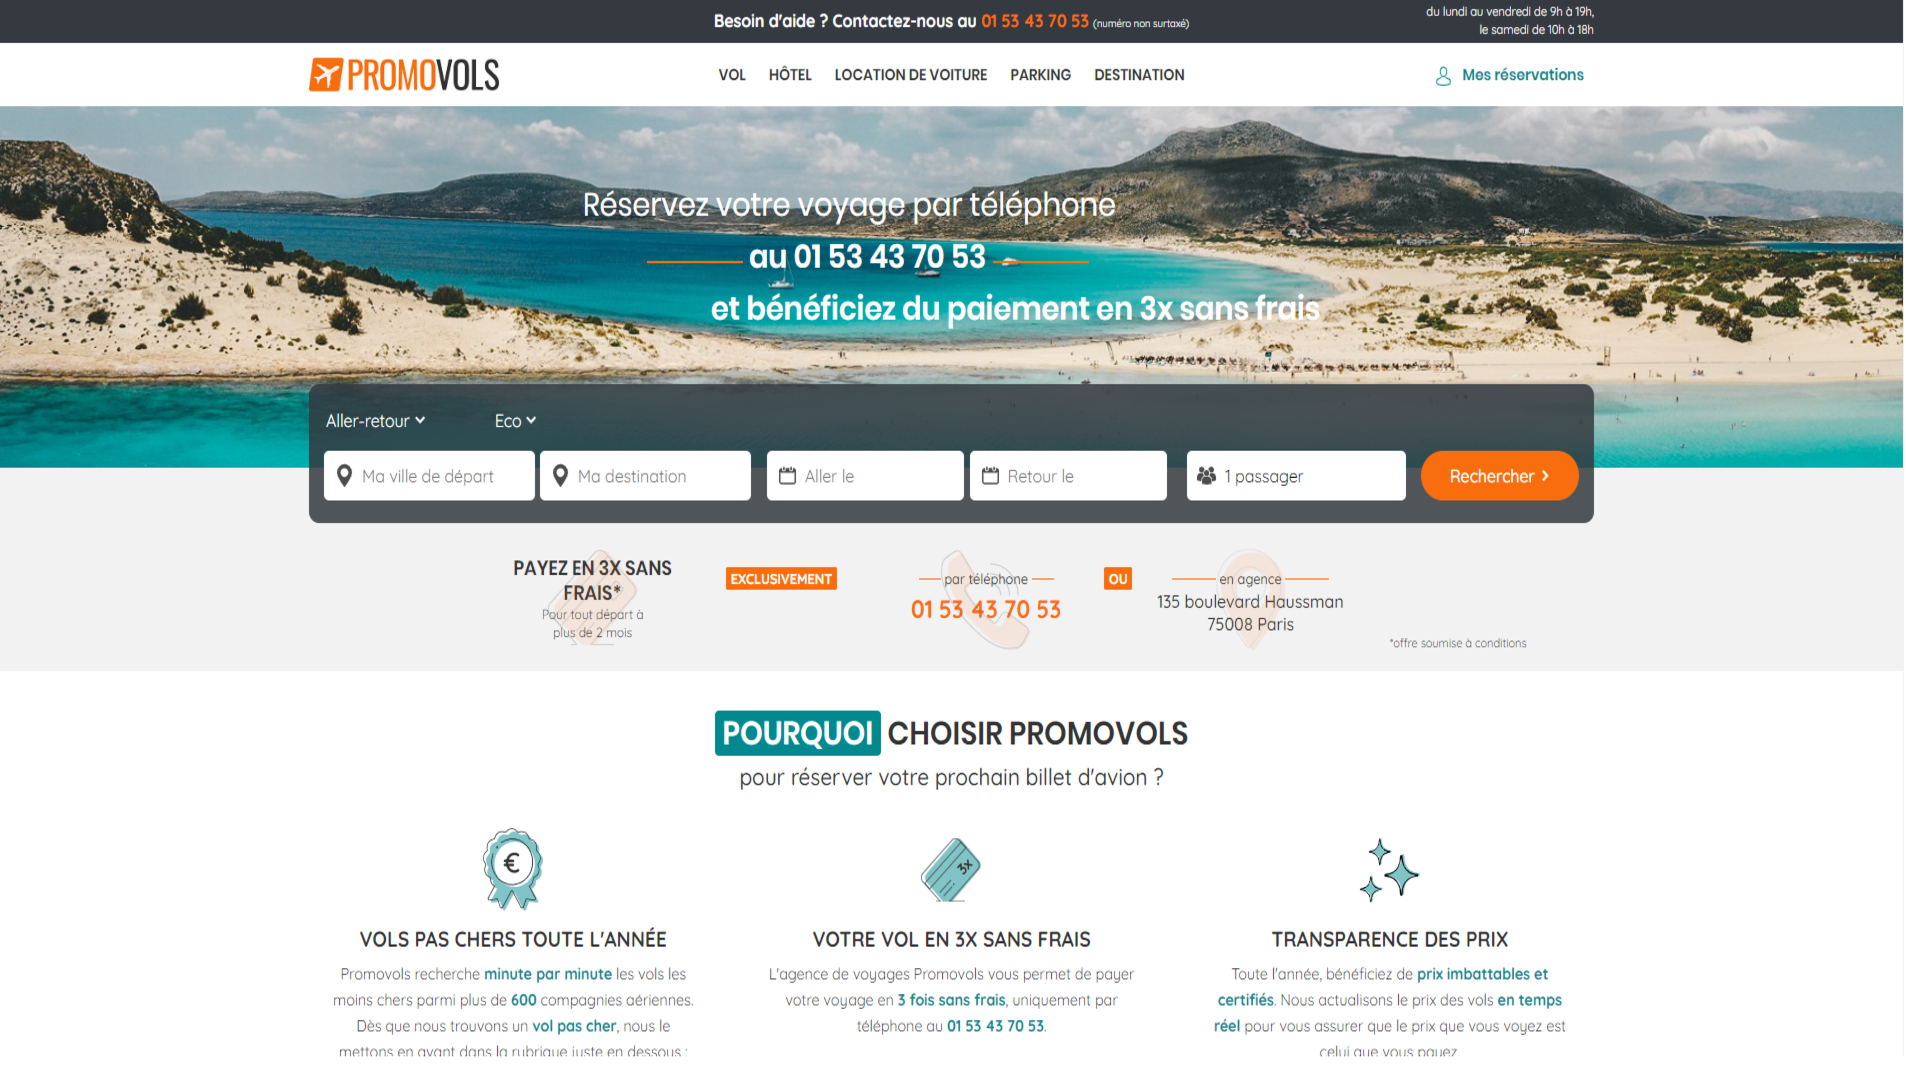 Besoin d'aide ? Contactez-nous au 01 53 43 70 53 (numéro non surtaxé)
du lundi au vendredi de 9h à 19h,
le samedi de 10h à 18h
PROMOVOLS
VOL HÔTEL LOCATION DE VOITURE PARKING DESTINATION
Mes réservations
Réservez votre voyage par téléphone
au 01 53 43 70 53
et bénéficiez du paiement en 3x sans frais
Aller-retour Eco
Ma ville de départ Ma destination Aller le Retour le 1 passager Rechercher
PAYEZ EN 3X SANS
FRAIS*
Pour tout départ à
plus de 2 mois
EXCLUSIVEMENT
par téléphone
01 53 43 70 53
OU
en agence
135 boulevard Haussman
75008 Paris
*offre soumise à conditions
POURQUOI CHOISIR PROMOVOLS
pour réserver votre prochain billet d'avion ?
€
VOLS PAS CHERS TOUTE L'ANNÉE
Promovols recherche minute par minute les vols les
moins chers parmi plus de 600 compagnies aériennes.
Dès que nous trouvons un vol pas cher, nous le
mettons en avant dans la rubrique juste en dessous :
3x
VOTRE VOL EN 3X SANS FRAIS
L'agence de voyages Promovols vous permet de payer
votre voyage en 3 fois sans frais, uniquement par
téléphone au 01 53 43 70 53.
TRANSPARENCE DES PRIX
Toute l'année, bénéficiez de prix imbattables et
certifiés. Nous actualisons le prix des vols en temps
réel pour vous assurer que le prix que vous voyez est
celui que vous payez.